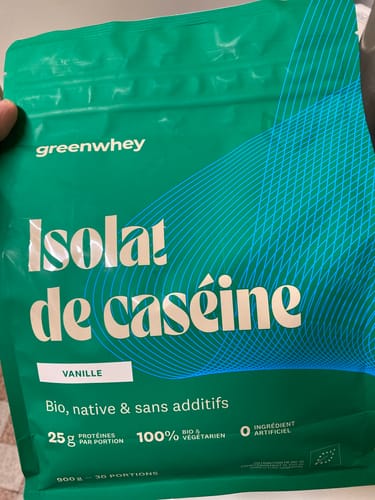 greenwhey
Isolat
de caséine
VANILLE
Bio, native & sans additifs
25g PROTÉINES
PAR PORTION
100% BIO &
VÉGÉTARIEN
0 INGRÉDIENT
ARTIFICIEL
900 g – 30 PORTIONS